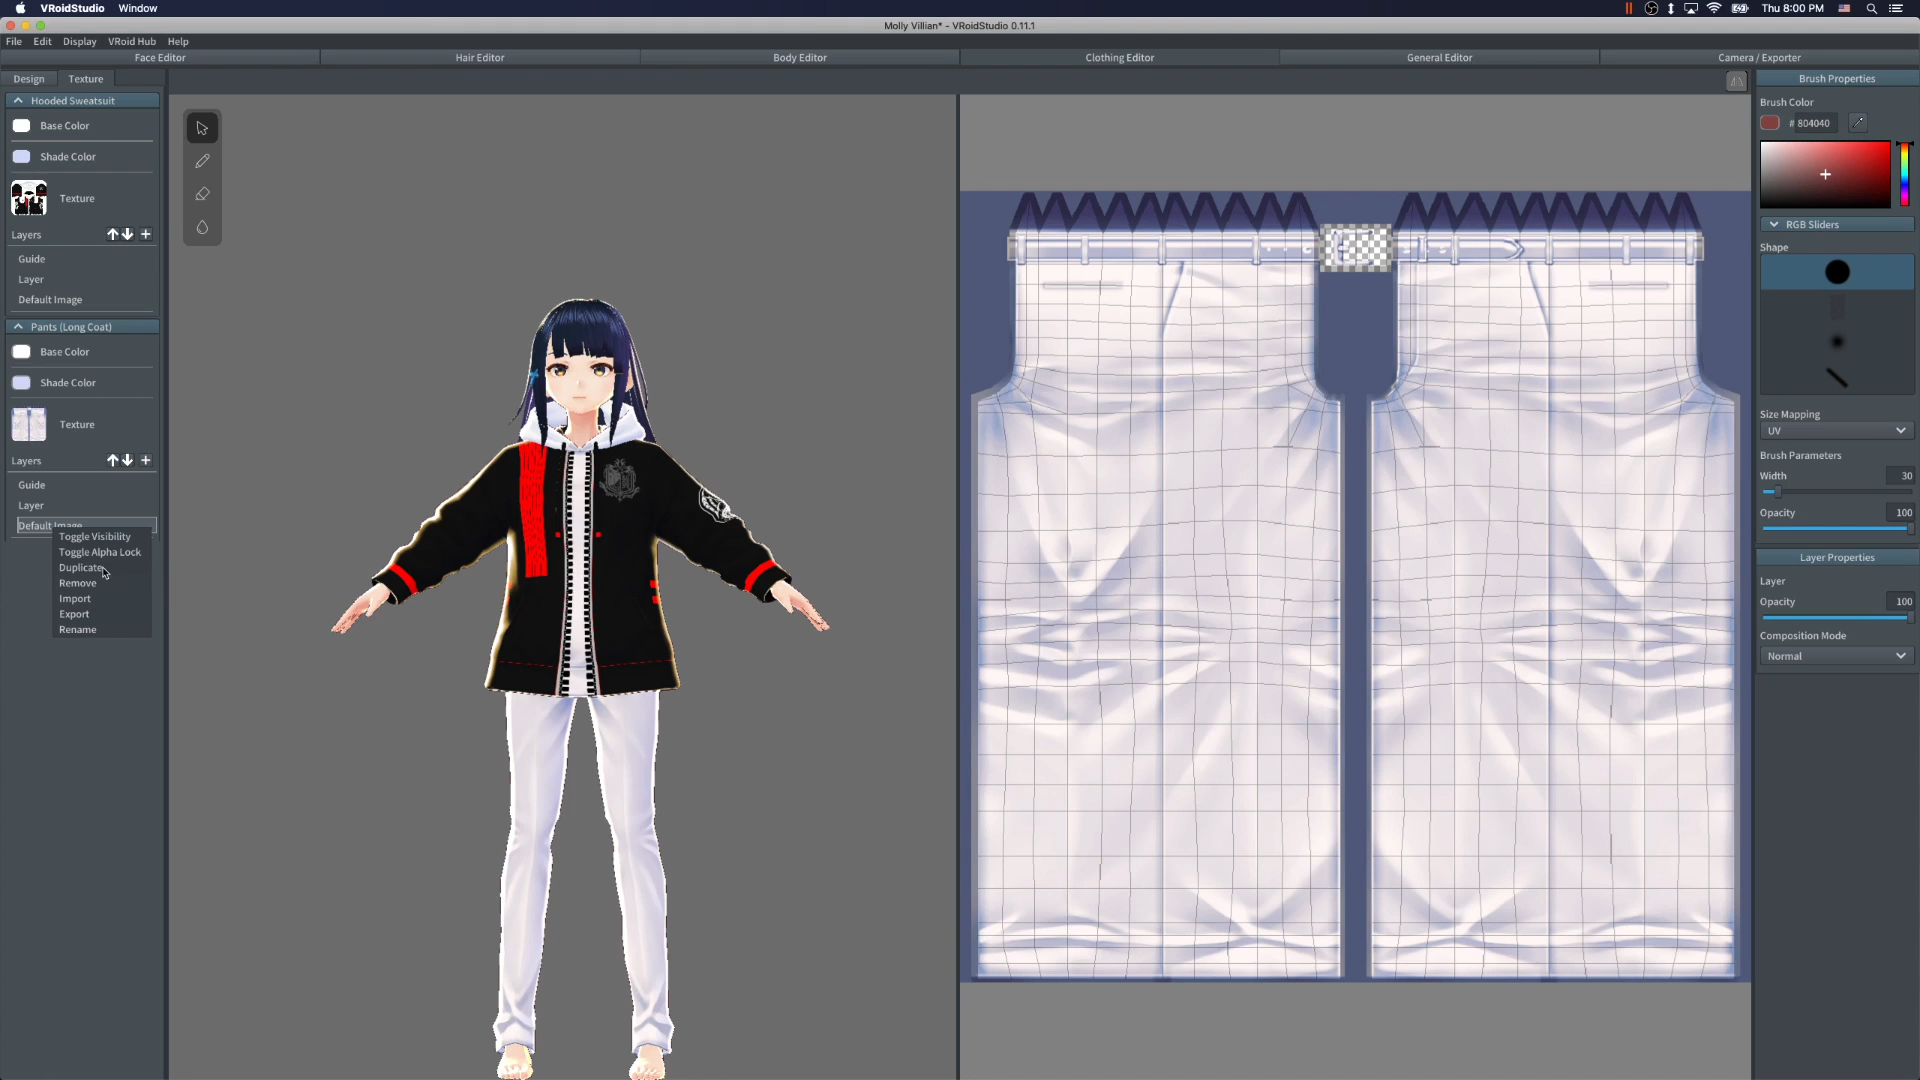 VRoidStudio Window
Thu 8:00 PM
Molly Villian* - VRoidStudio 0.11.1
File Edit Display VRoid Hub Help
Face Editor Hair Editor Body Editor Clothing Editor General Editor Camera / Exporter
Design Texture
Hooded Sweatsuit
Base Color
Shade Color
Texture
Layers
Guide
Layer
Default Image
Pants (Long Coat)
Base Color
Shade Color
Texture
Layers
Guide
Layer
Default Image
Toggle Visibility
Toggle Alpha Lock
Duplicate
Remove
Import
Export
Rename
Brush Properties
Brush Color
# 804040
RGB Sliders
Shape
Size Mapping
UV
Brush Parameters
Width 30
Opacity 100
Layer Properties
Layer
Opacity 100
Composition Mode
Normal